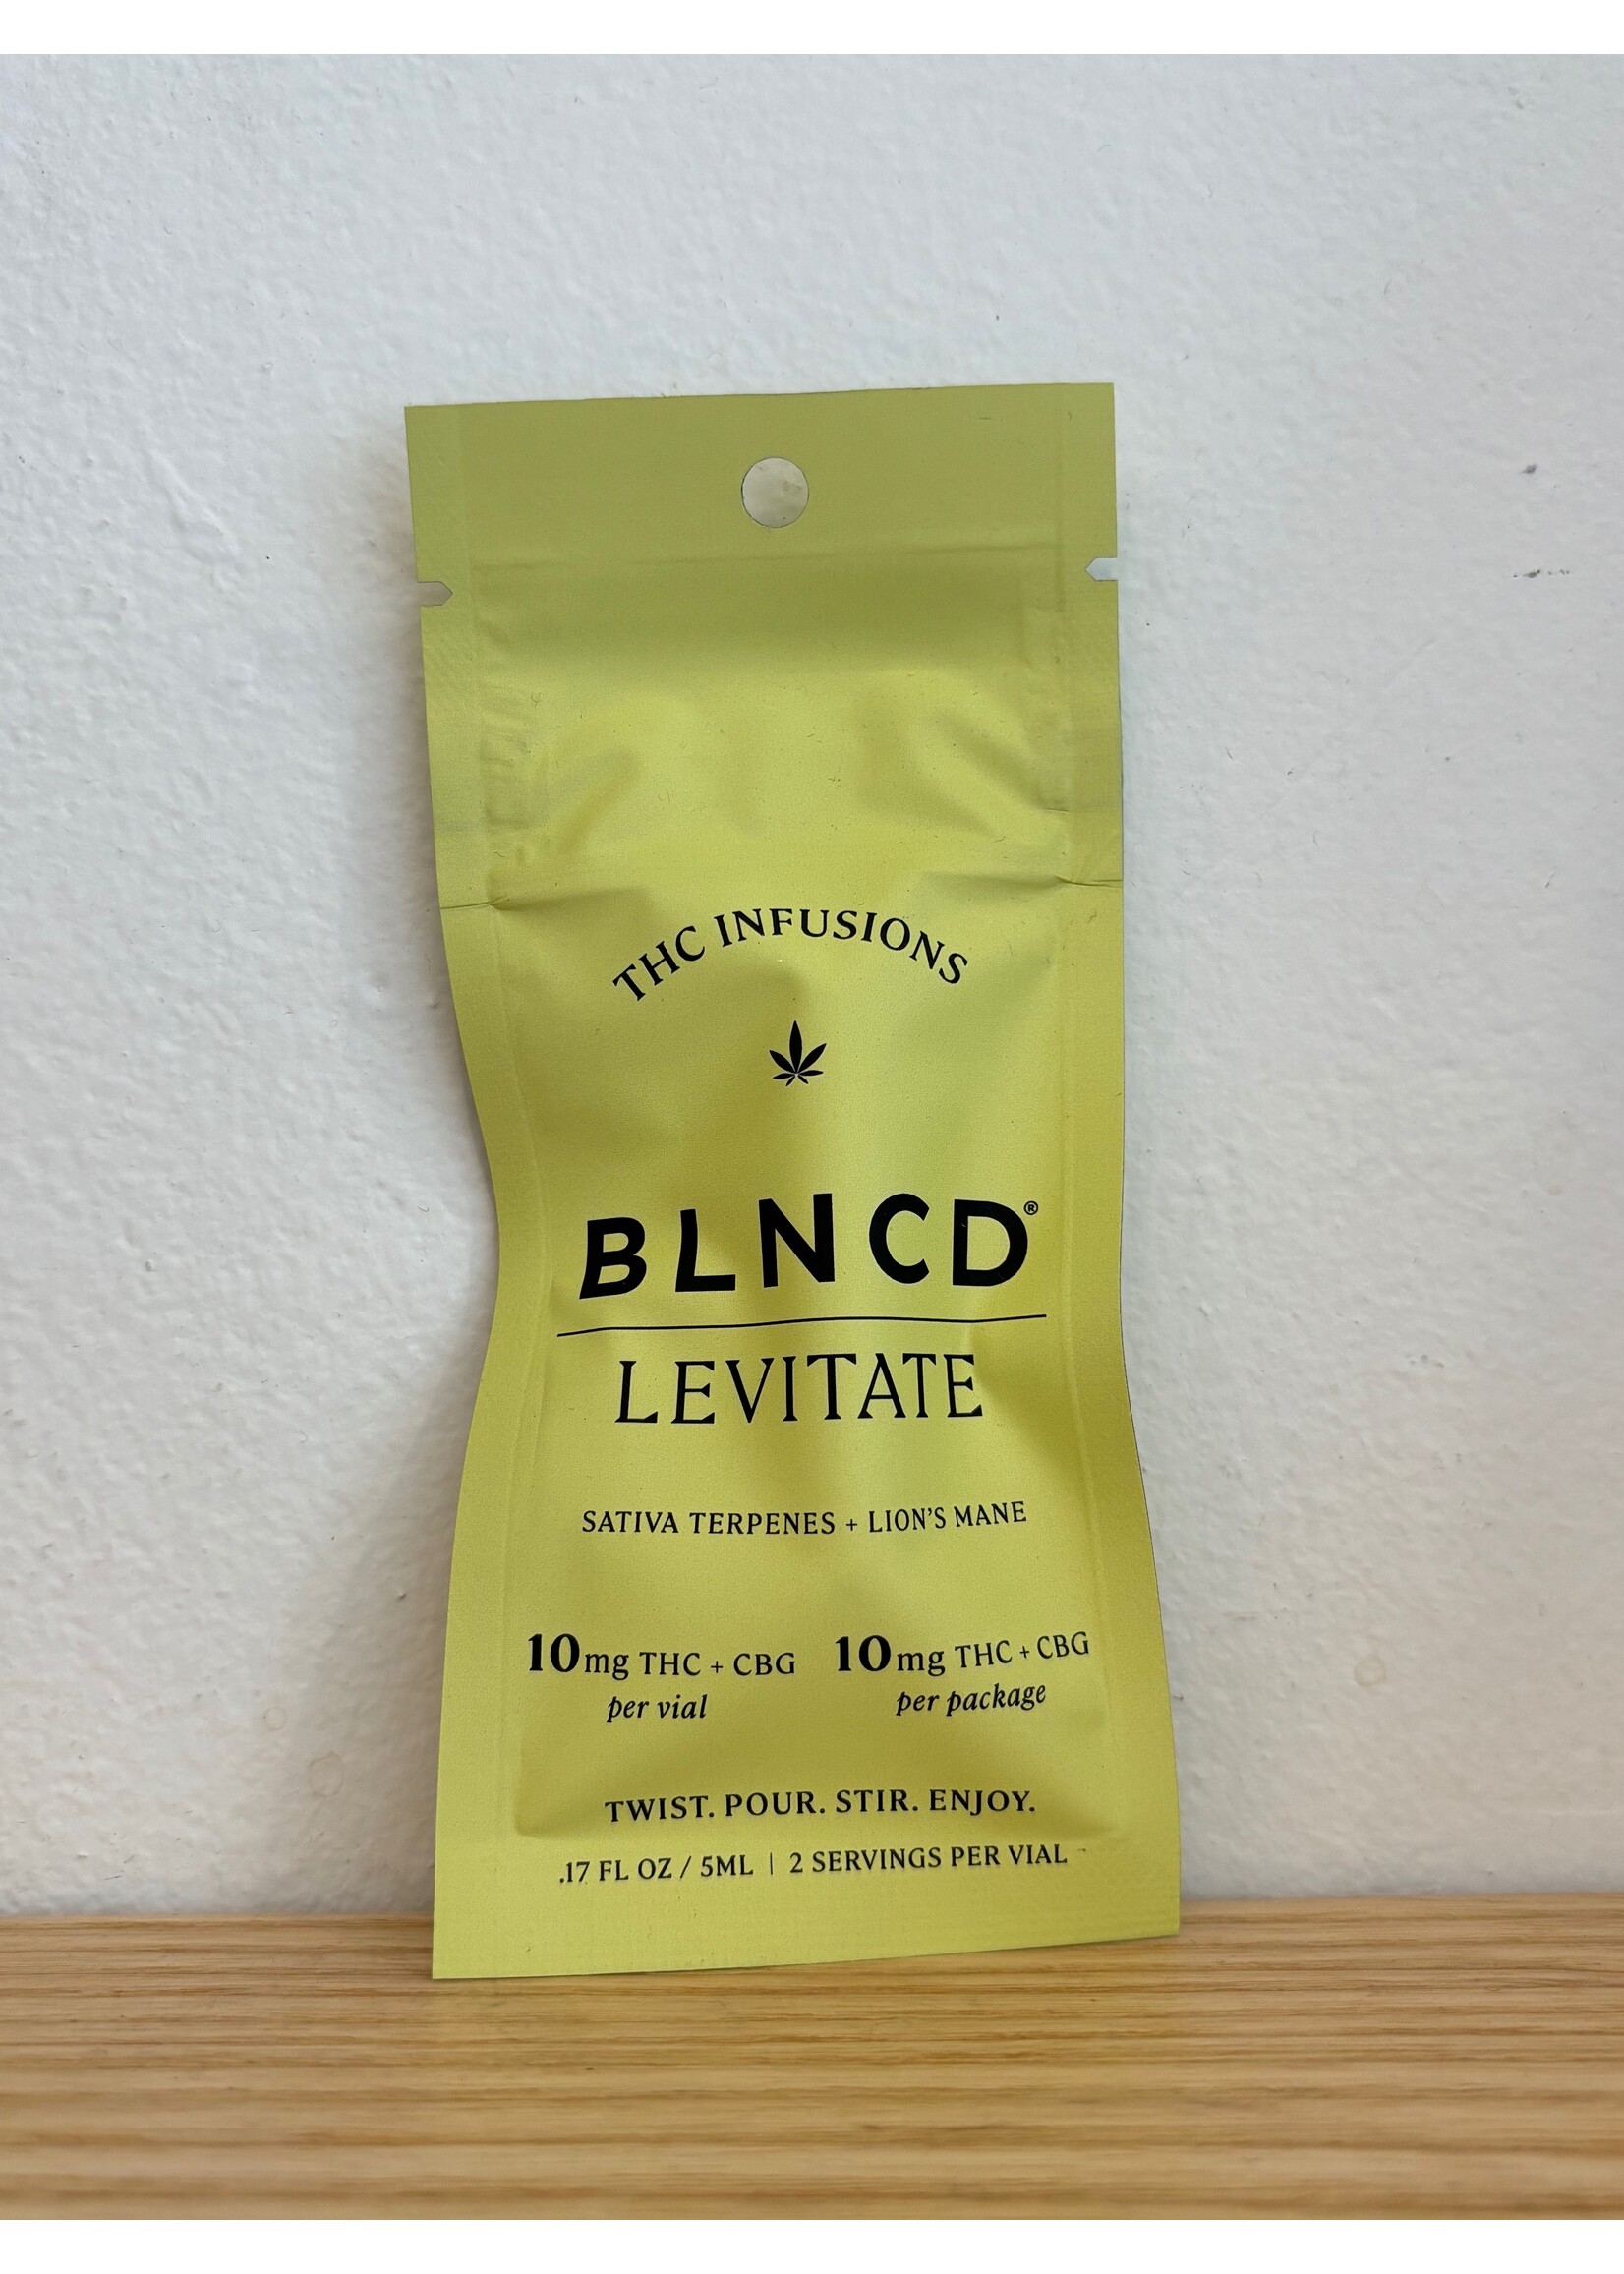 THC INFUSIONS
BLNCD®
LEVITATE
SATIVA TERPENES + LION'S MANE
10mg THC + CBG 10mg THC + CBG
per vial per package
TWIST. POUR. STIR. ENJOY.
.17 FL OZ / 5ML | 2 SERVINGS PER VIAL